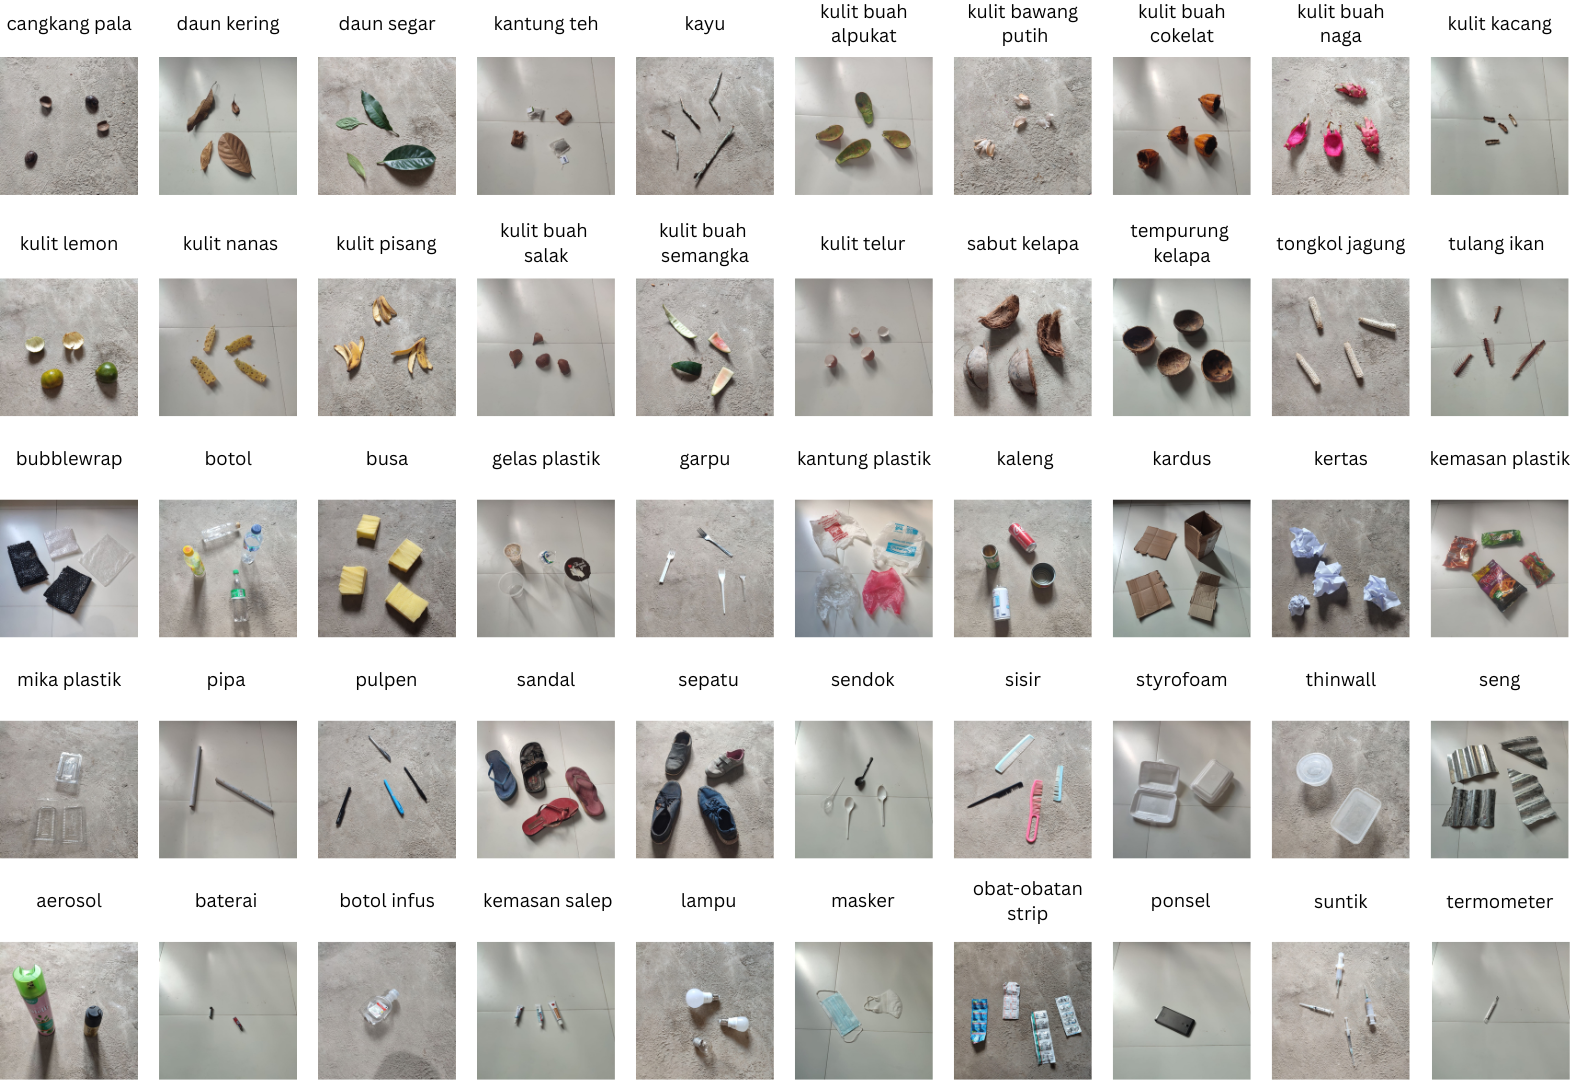 cangkang pala
daun kering
daun segar
kantung teh
kayu
kulit buah
alpukat
kulit bawang
putih
kulit buah
cokelat
kulit buah
naga
kulit kacang
kulit lemon
kulit nanas
kulit pisang
kulit buah
salak
kulit buah
semangka
kulit telur
sabut kelapa
tempurung
kelapa
tongkol jagung
tulang ikan
bubblewrap
botol
busa
gelas plastik
garpu
kantung plastik
kaleng
kardus
kertas
kemasan plastik
mika plastik
pipa
pulpen
sandal
sepatu
sendok
sisir
styrofoam
thinwall
seng
aerosol
baterai
botol infus
kemasan salep
lampu
masker
obat-obatan
strip
ponsel
suntik
termometer